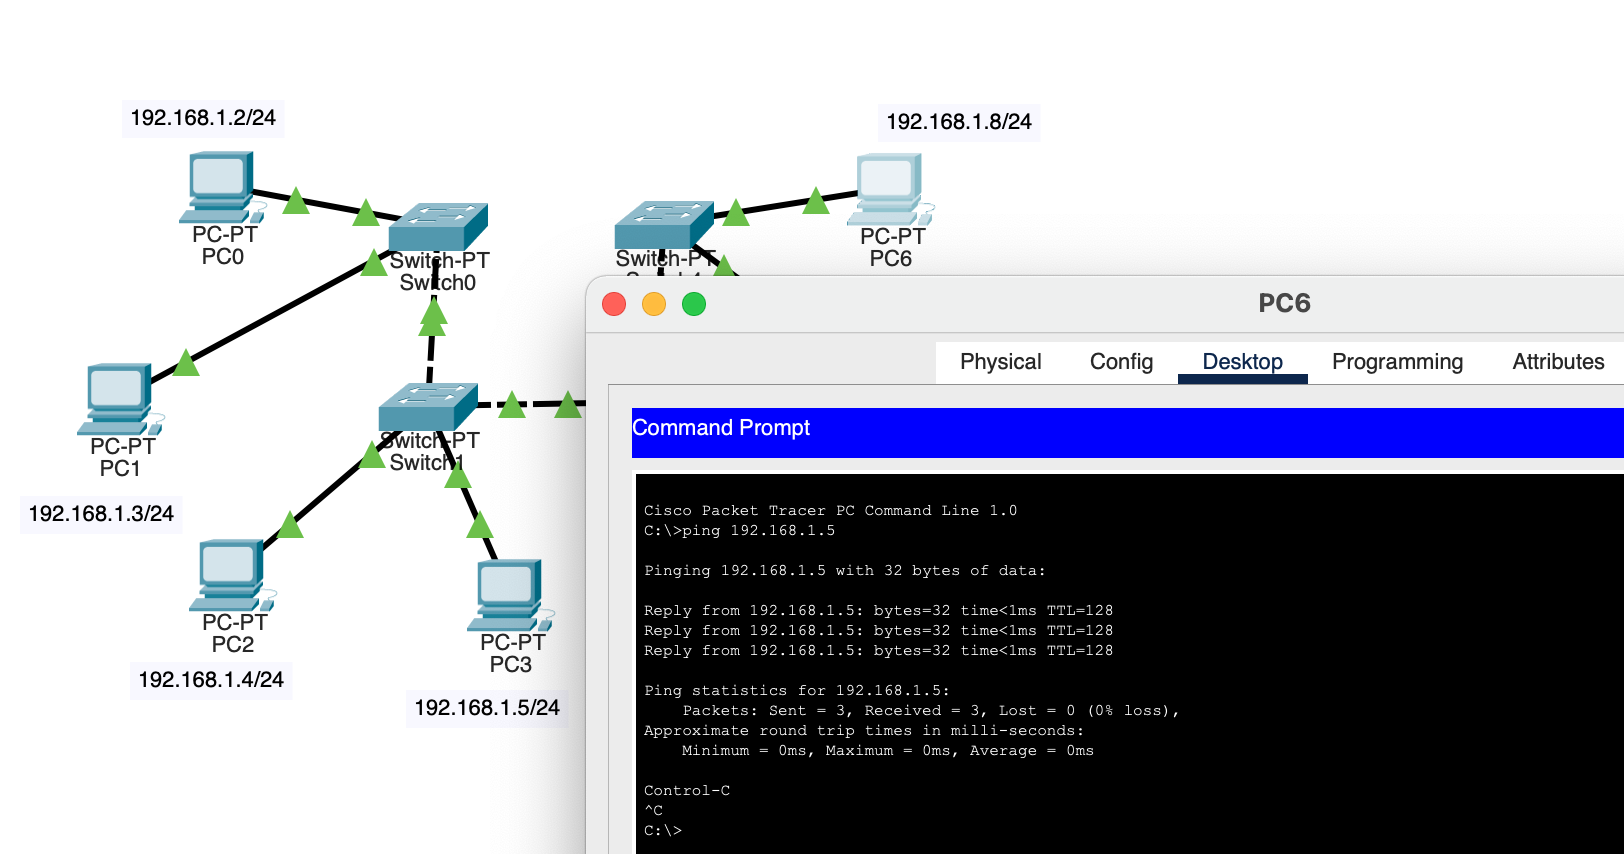 192.168.1.2/24
PC-PT
PC0
Switch-PT
Switch0
PC-PT
PC1
192.168.1.3/24
Switch-PT
Switch1
PC-PT
PC2
192.168.1.4/24
PC-PT
PC3
192.168.1.5/24
192.168.1.8/24
PC-PT
PC6
Switch-PT
PC6
Physical Config Desktop Programming Attributes
Command Prompt
Cisco Packet Tracer PC Command Line 1.0
C:\>ping 192.168.1.5
Pinging 192.168.1.5 with 32 bytes of data:
Reply from 192.168.1.5: bytes=32 time<1ms TTL=128
Reply from 192.168.1.5: bytes=32 time<1ms TTL=128
Reply from 192.168.1.5: bytes=32 time<1ms TTL=128
Ping statistics for 192.168.1.5:
Packets: Sent = 3, Received = 3, Lost = 0 (0% loss),
Approximate round trip times in milli-seconds:
Minimum = 0ms, Maximum = 0ms, Average = 0ms
Control-C
^C
C:\>